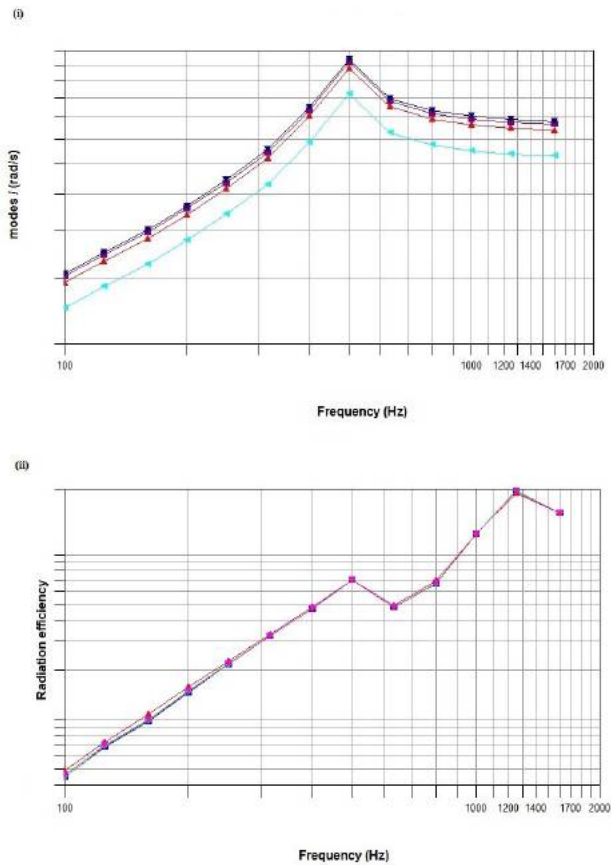 (i)
modes i (rad/s)
100
1000 1200 1400 1700 2000
Frequency (Hz)
(ii)
Radiation efficiency
100
1000 1200 1400 1700 2000
Frequency (Hz)